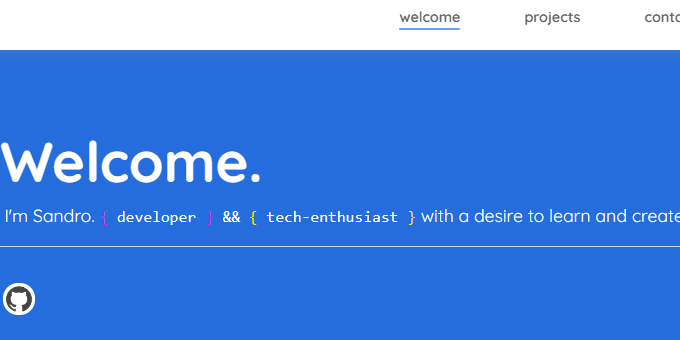 welcome projects conta
Welcome.
I'm Sandro. { developer } && { tech-enthusiast } with a desire to learn and create